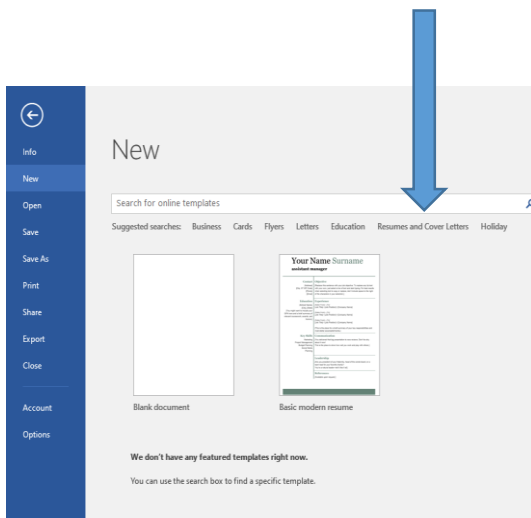 Info
New
Open
Save
Save As
Print
Share
Export
Close
Account
Options
New
Search for online templates
Suggested searches: Business Cards Flyers Letters Education Resumes and Cover Letters Holiday
Your Name Surname
assistant manager
Blank document
Basic modern resume
We don't have any featured templates right now.
You can use the search box to find a specific template.